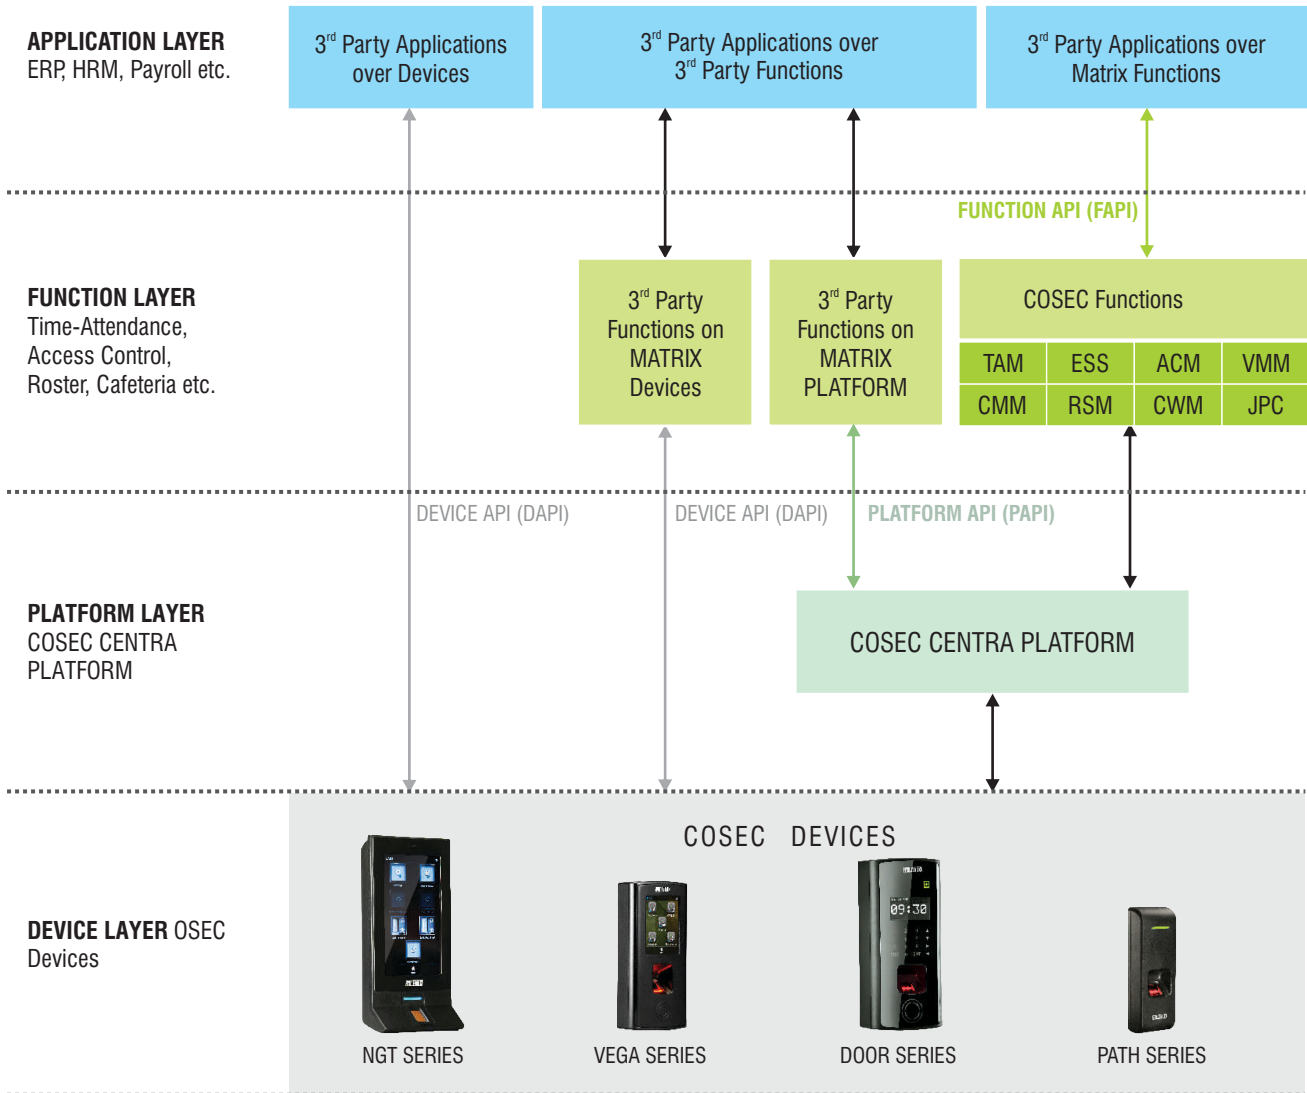 APPLICATION LAYER
ERP, HRM, Payroll etc.
3rd Party Applications
over Devices
3rd Party Applications over
3rd Party Functions
3rd Party Applications over
Matrix Functions
FUNCTION API (FAPI)
FUNCTION LAYER
Time-Attendance,
Access Control,
Roster, Cafeteria etc.
3rd Party
Functions on
MATRIX
Devices
3rd Party
Functions on
MATRIX
PLATFORM
COSEC Functions
TAM ESS ACM VMM
CMM RSM CWM JPC
DEVICE API (DAPI)
DEVICE API (DAPI)
PLATFORM API (PAPI)
PLATFORM LAYER
COSEC CENTRA
PLATFORM
COSEC CENTRA PLATFORM
COSEC DEVICES
09:30
DEVICE LAYER OSEC
Devices
NGT SERIES
VEGA SERIES
DOOR SERIES
PATH SERIES